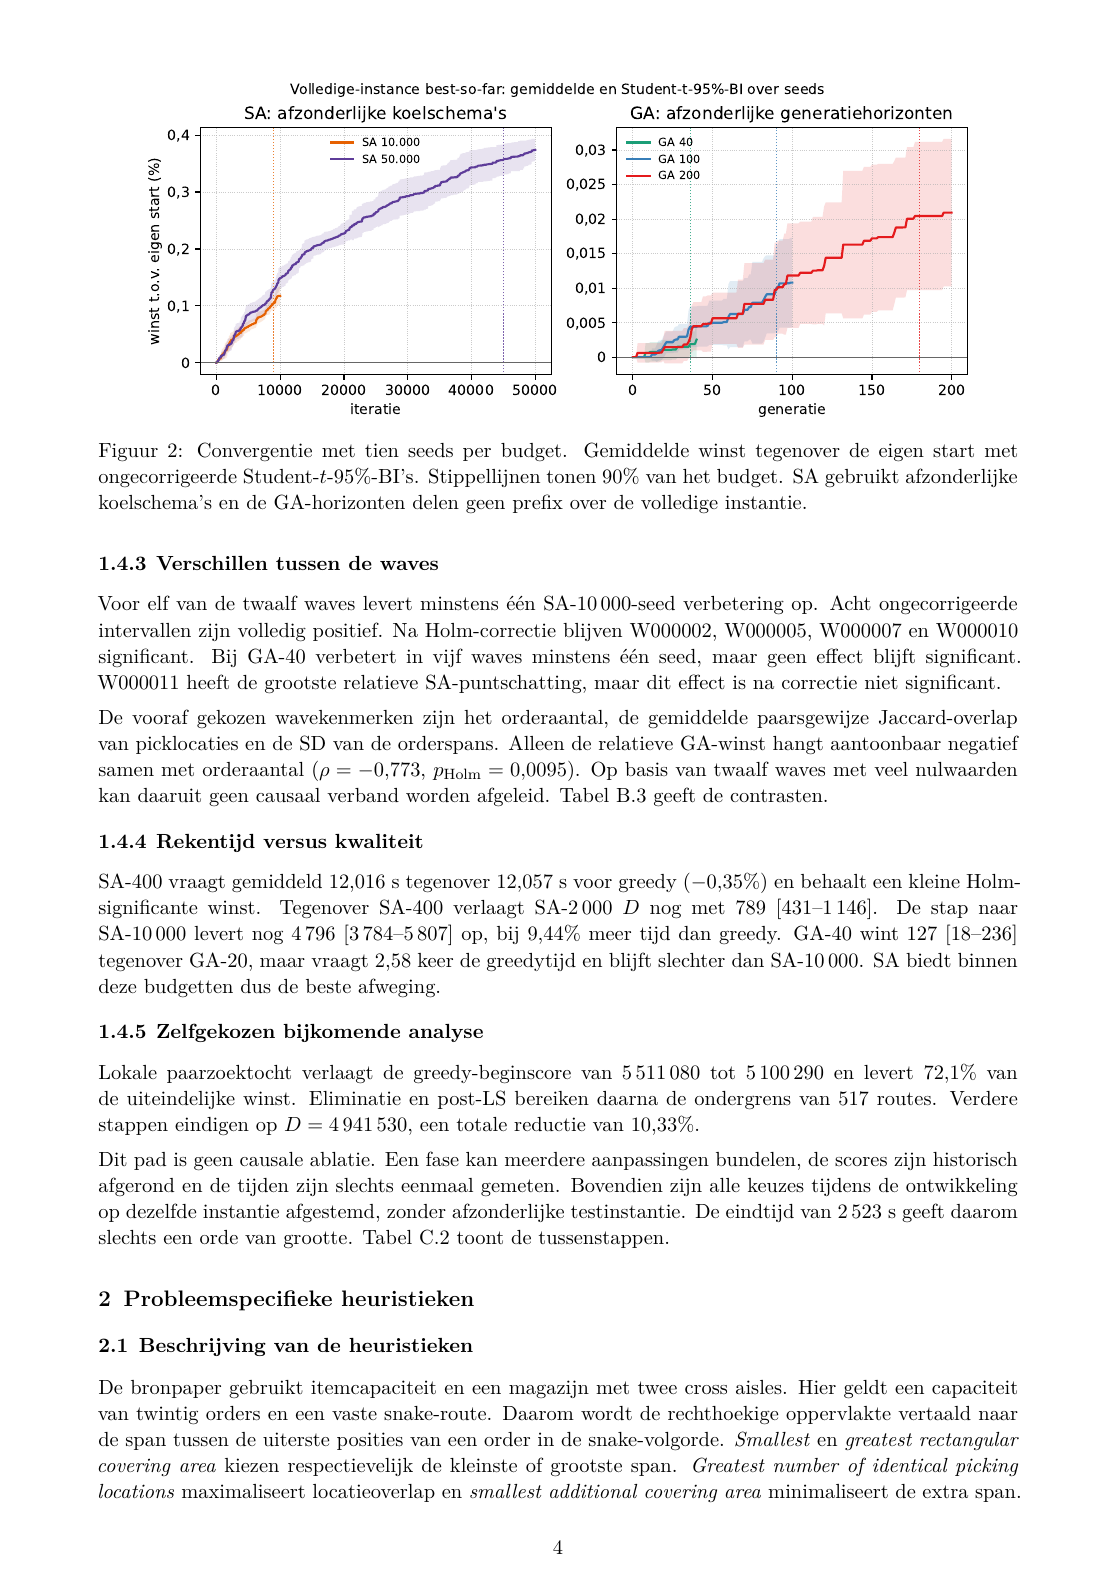 Volledige-instance best-so-far: gemiddelde en Student-t-95%-BI over seeds
SA: afzonderlijke koelschema's
winst t.o.v. eigen start (%)
0,4
0,3
0,2
0,1
0
SA 10.000
SA 50.000
0 10000 20000 30000 40000 50000
iteratie
GA: afzonderlijke generatiehorizonten
0,03
0,025
0,02
0,015
0,01
0,005
0
GA 40
GA 100
GA 200
0 50 100 150 200
generatie
Figuur 2: Convergentie met tien seeds per budget. Gemiddelde winst tegenover de eigen start met
ongecorrigeerde Student-t-95%-BI's. Stippellijnen tonen 90% van het budget. SA gebruikt afzonderlijke
koelschema's en de GA-horizonten delen geen prefix over de volledige instantie.
1.4.3 Verschillen tussen de waves
Voor elf van de twaalf waves levert minstens één SA-10 000-seed verbetering op. Acht ongecorrigeerde
intervallen zijn volledig positief. Na Holm-correctie blijven W000002, W000005, W000007 en W000010
significant. Bij GA-40 verbetert in vijf waves minstens één seed, maar geen effect blijft significant.
W000011 heeft de grootste relatieve SA-puntschatting, maar dit effect is na correctie niet significant.
De vooraf gekozen wavekenmerken zijn het orderaantal, de gemiddelde paarsgewijze Jaccard-overlap
van picklocaties en de SD van de orderspans. Alleen de relatieve GA-winst hangt aantoonbaar negatief
samen met orderaantal (ρ = −0,773, pHolm = 0,0095). Op basis van twaalf waves met veel nulwaarden
kan daaruit geen causaal verband worden afgeleid. Tabel B.3 geeft de contrasten.
1.4.4 Rekentijd versus kwaliteit
SA-400 vraagt gemiddeld 12,016 s tegenover 12,057 s voor greedy (−0,35%) en behaalt een kleine Holm-
significante winst. Tegenover SA-400 verlaagt SA-2 000 D nog met 789 [431–1 146]. De stap naar
SA-10 000 levert nog 4 796 [3 784–5 807] op, bij 9,44% meer tijd dan greedy. GA-40 wint 127 [18–236]
tegenover GA-20, maar vraagt 2,58 keer de greedytijd en blijft slechter dan SA-10 000. SA biedt binnen
deze budgetten dus de beste afweging.
1.4.5 Zelfgekozen bijkomende analyse
Lokale paarzoektocht verlaagt de greedy-beginscore van 5 511 080 tot 5 100 290 en levert 72,1% van
de uiteindelijke winst. Eliminatie en post-LS bereiken daarna de ondergrens van 517 routes. Verdere
stappen eindigen op D = 4 941 530, een totale reductie van 10,33%.
Dit pad is geen causale ablatie. Een fase kan meerdere aanpassingen bundelen, de scores zijn historisch
afgerond en de tijden zijn slechts eenmaal gemeten. Bovendien zijn alle keuzes tijdens de ontwikkeling
op dezelfde instantie afgestemd, zonder afzonderlijke testinstantie. De eindtijd van 2 523 s geeft daarom
slechts een orde van grootte. Tabel C.2 toont de tussenstappen.
2 Probleemspecifieke heuristieken
2.1 Beschrijving van de heuristieken
De bronpaper gebruikt itemcapaciteit en een magazijn met twee cross aisles. Hier geldt een capaciteit
van twintig orders en een vaste snake-route. Daarom wordt de rechthoekige oppervlakte vertaald naar
de span tussen de uiterste posities van een order in de snake-volgorde. Smallest en greatest rectangular
covering area kiezen respectievelijk de kleinste of grootste span. Greatest number of identical picking
locations maximaliseert locatieoverlap en smallest additional covering area minimaliseert de extra span.
4